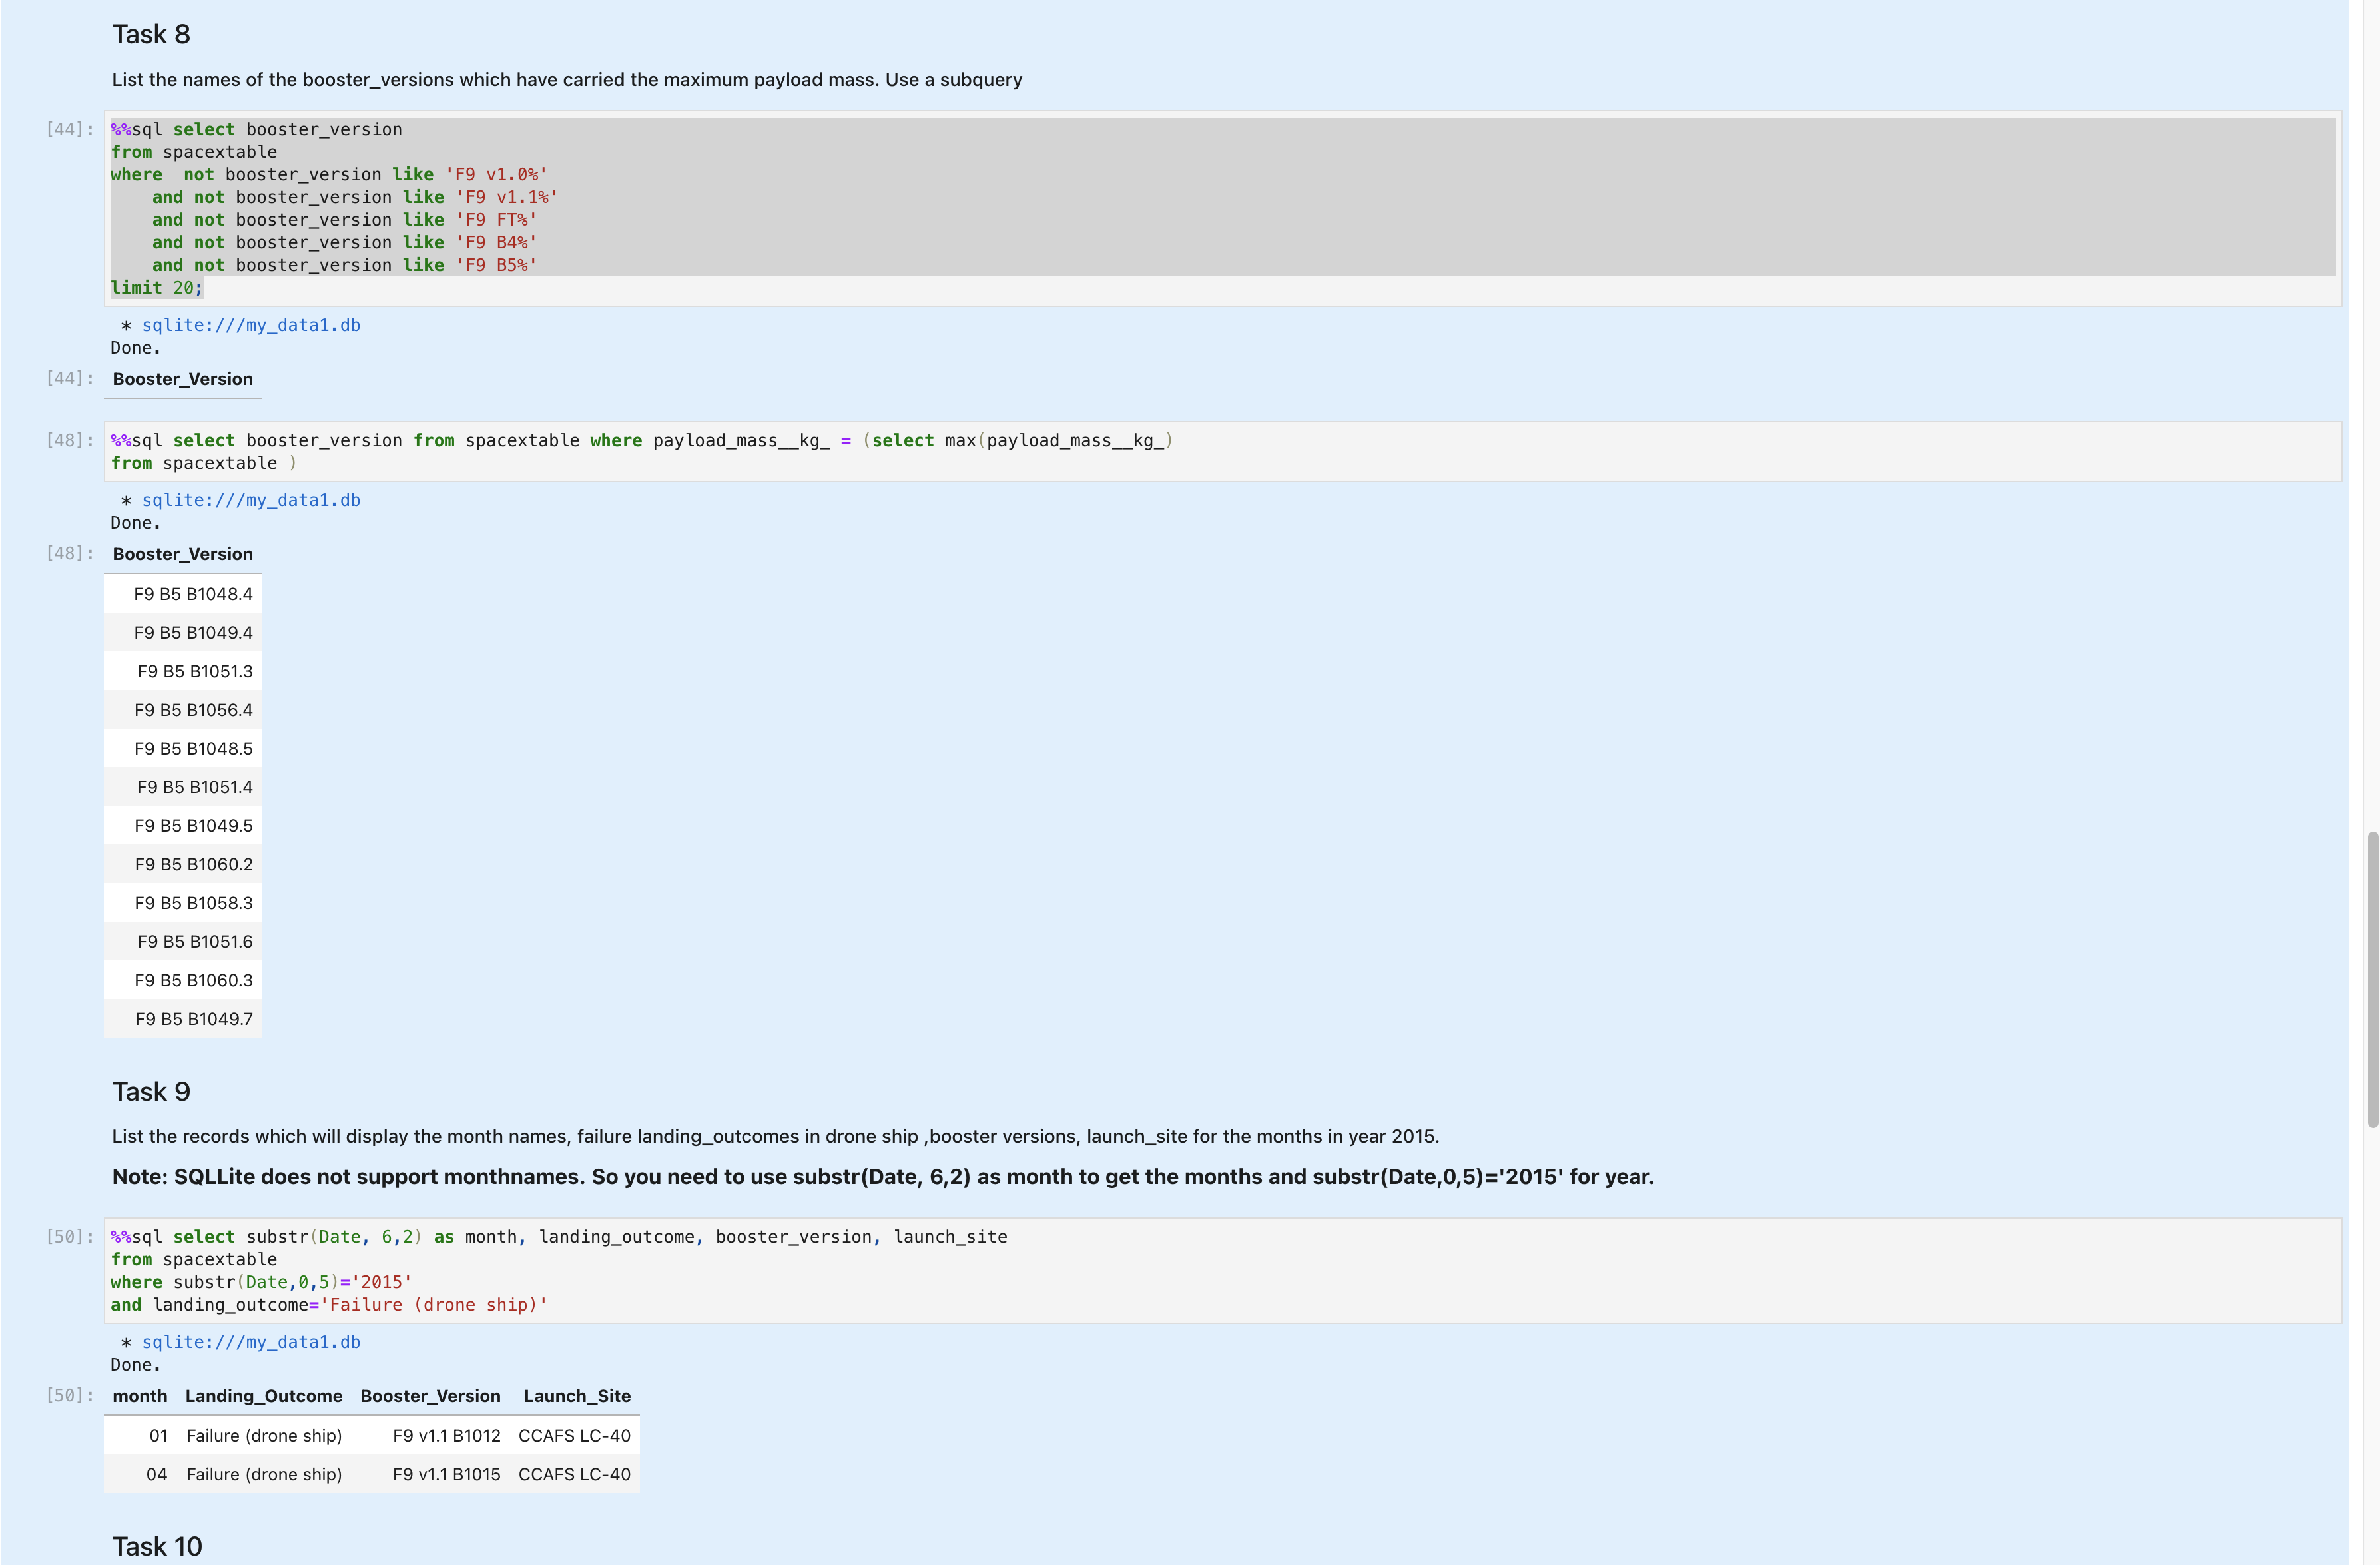 Task 8
List the names of the booster_versions which have carried the maximum payload mass. Use a subquery
[44]: %%sql select booster_version
from spacextable
where  not booster_version like 'F9 v1.0%'
    and not booster_version like 'F9 v1.1%'
    and not booster_version like 'F9 FT%'
    and not booster_version like 'F9 B4%'
    and not booster_version like 'F9 B5%'
limit 20;
* sqlite:///my_data1.db
Done.
[44]: Booster_Version
[48]: %%sql select booster_version from spacextable where payload_mass__kg_ = (select max(payload_mass__kg_)
from spacextable )
* sqlite:///my_data1.db
Done.
[48]: Booster_Version
F9 B5 B1048.4
F9 B5 B1049.4
F9 B5 B1051.3
F9 B5 B1056.4
F9 B5 B1048.5
F9 B5 B1051.4
F9 B5 B1049.5
F9 B5 B1060.2
F9 B5 B1058.3
F9 B5 B1051.6
F9 B5 B1060.3
F9 B5 B1049.7
Task 9
List the records which will display the month names, failure landing_outcomes in drone ship ,booster versions, launch_site for the months in year 2015.
Note: SQLLite does not support monthnames. So you need to use substr(Date, 6,2) as month to get the months and substr(Date,0,5)='2015' for year.
[50]: %%sql select substr(Date, 6,2) as month, landing_outcome, booster_version, launch_site
from spacextable
where substr(Date,0,5)='2015'
and landing_outcome='Failure (drone ship)'
* sqlite:///my_data1.db
Done.
[50]: month Landing_Outcome Booster_Version Launch_Site
01 Failure (drone ship) F9 v1.1 B1012 CCAFS LC-40
04 Failure (drone ship) F9 v1.1 B1015 CCAFS LC-40
Task 10